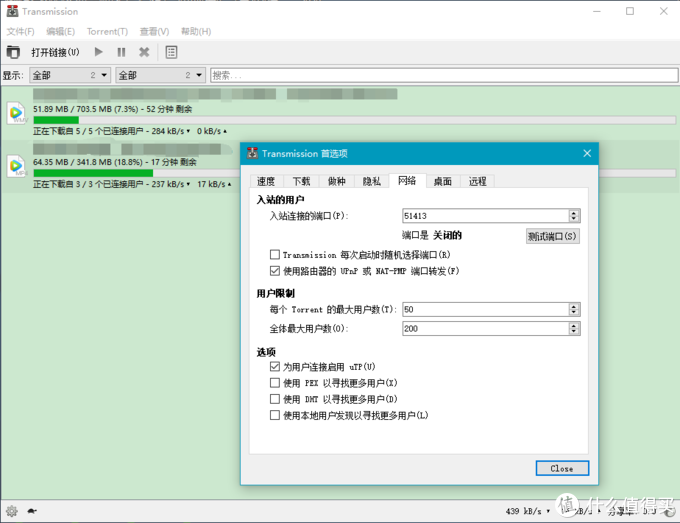 Transmission
文件(F) 编辑(E) Torrent(T) 查看(V) 帮助(H)
打开链接(U)
显示: 全部 2 全部 2 搜索...
51.89 MB / 703.5 MB (7.3%) - 52 分钟 剩余
正在下载自 5 / 5 个已连接用户 - 284 kB/s ▾ 0 kB/s ▴
64.35 MB / 341.8 MB (18.8%) - 17 分钟 剩余
正在下载自 3 / 3 个已连接用户 - 237 kB/s ▾ 17 kB/s ▴
Transmission 首选项
速度 下载 做种 隐私 网络 桌面 远程
入站的用户
入站连接的端口(P): 51413
端口是 关闭的 测试端口(S)
Transmission 每次启动时随机选择端口(R)
使用路由器的 UPnP 或 NAT-PMP 端口转发(F)
用户限制
每个 Torrent 的最大用户数(T): 50
全体最大用户数(O): 200
选项
为用户连接启用 uTP(U)
使用 PEX 以寻找更多用户(X)
使用 DHT 以寻找更多用户(D)
使用本地用户发现以寻找更多用户(L)
Close
439 kB/s ▾ kB/s ▴ 分享率:
值 什么值得买